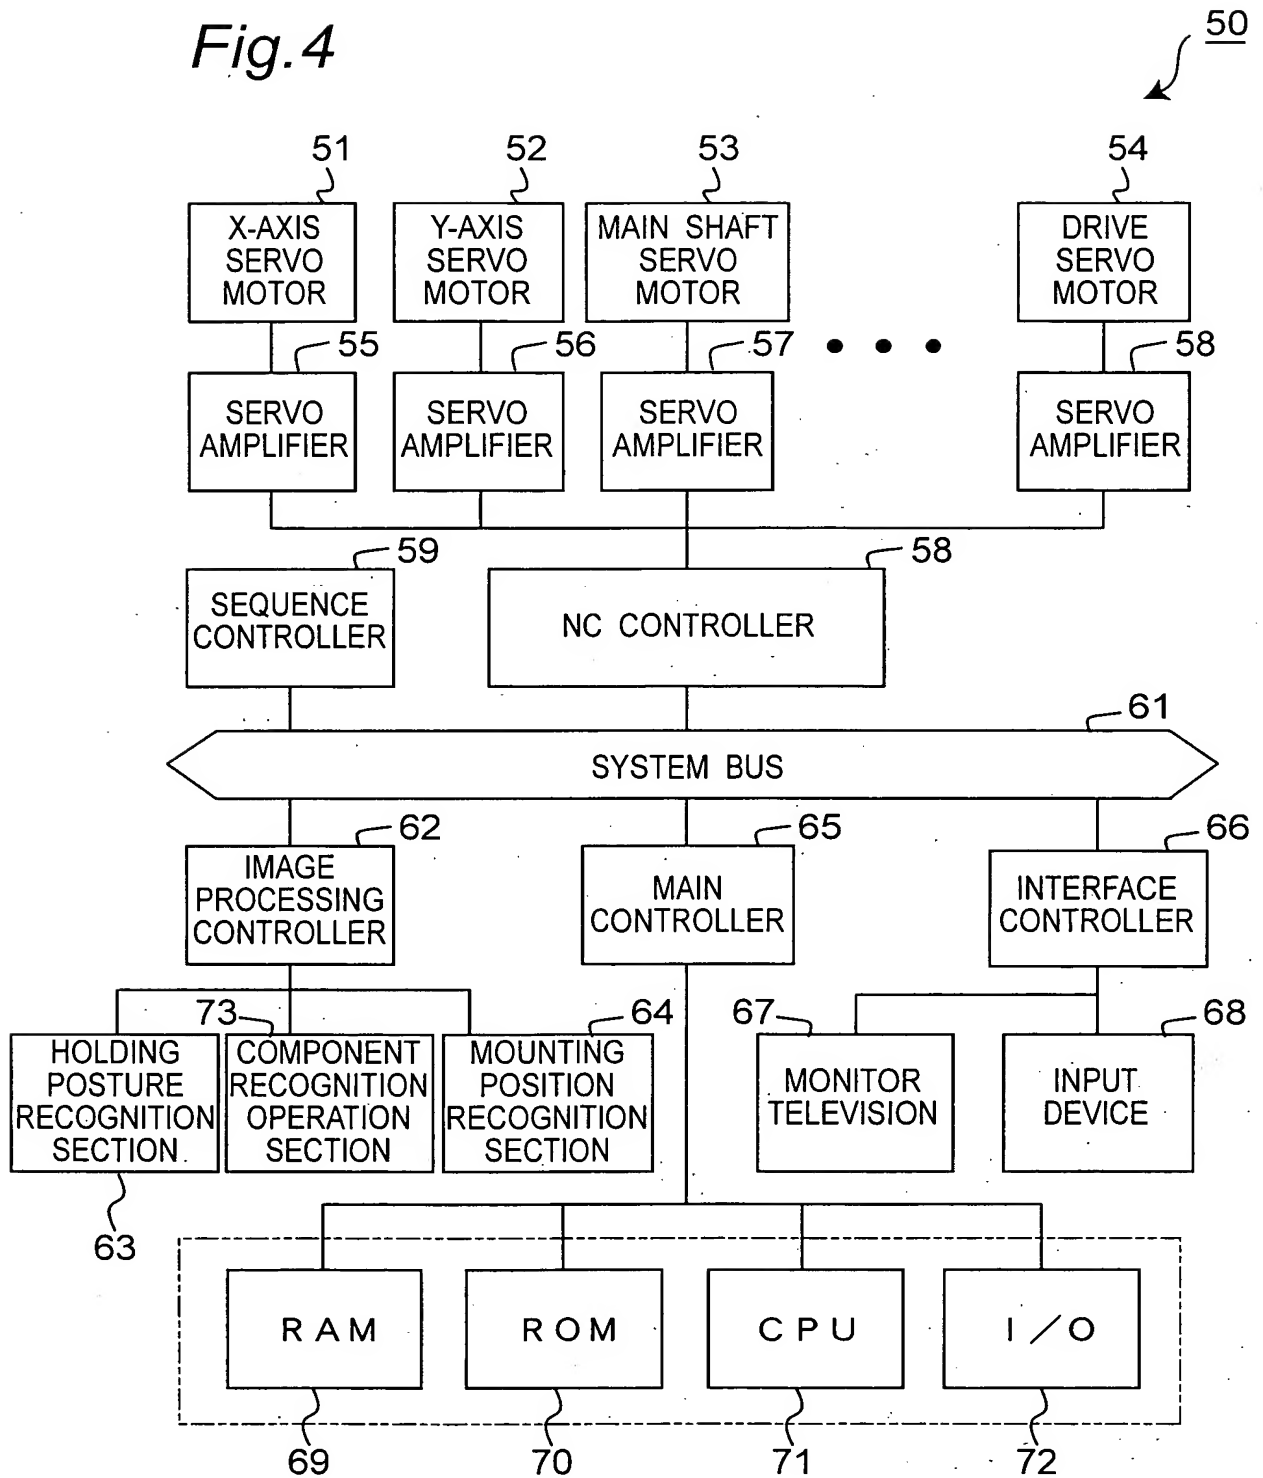 Fig.4
50
51
52
53
54
X-AXIS
SERVO
MOTOR
Y-AXIS
SERVO
MOTOR
MAIN SHAFT
SERVO
MOTOR
DRIVE
SERVO
MOTOR
55
56
57
58
SERVO
AMPLIFIER
SERVO
AMPLIFIER
SERVO
AMPLIFIER
SERVO
AMPLIFIER
59
58
SEQUENCE
CONTROLLER
NC CONTROLLER
61
SYSTEM BUS
62
65
66
IMAGE
PROCESSING
CONTROLLER
MAIN
CONTROLLER
INTERFACE
CONTROLLER
73
64
67
68
HOLDING
POSTURE
RECOGNITION
SECTION
COMPONENT
RECOGNITION
OPERATION
SECTION
MOUNTING
POSITION
RECOGNITION
SECTION
MONITOR
TELEVISION
INPUT
DEVICE
63
RAM
ROM
CPU
I/O
69
70
71
72